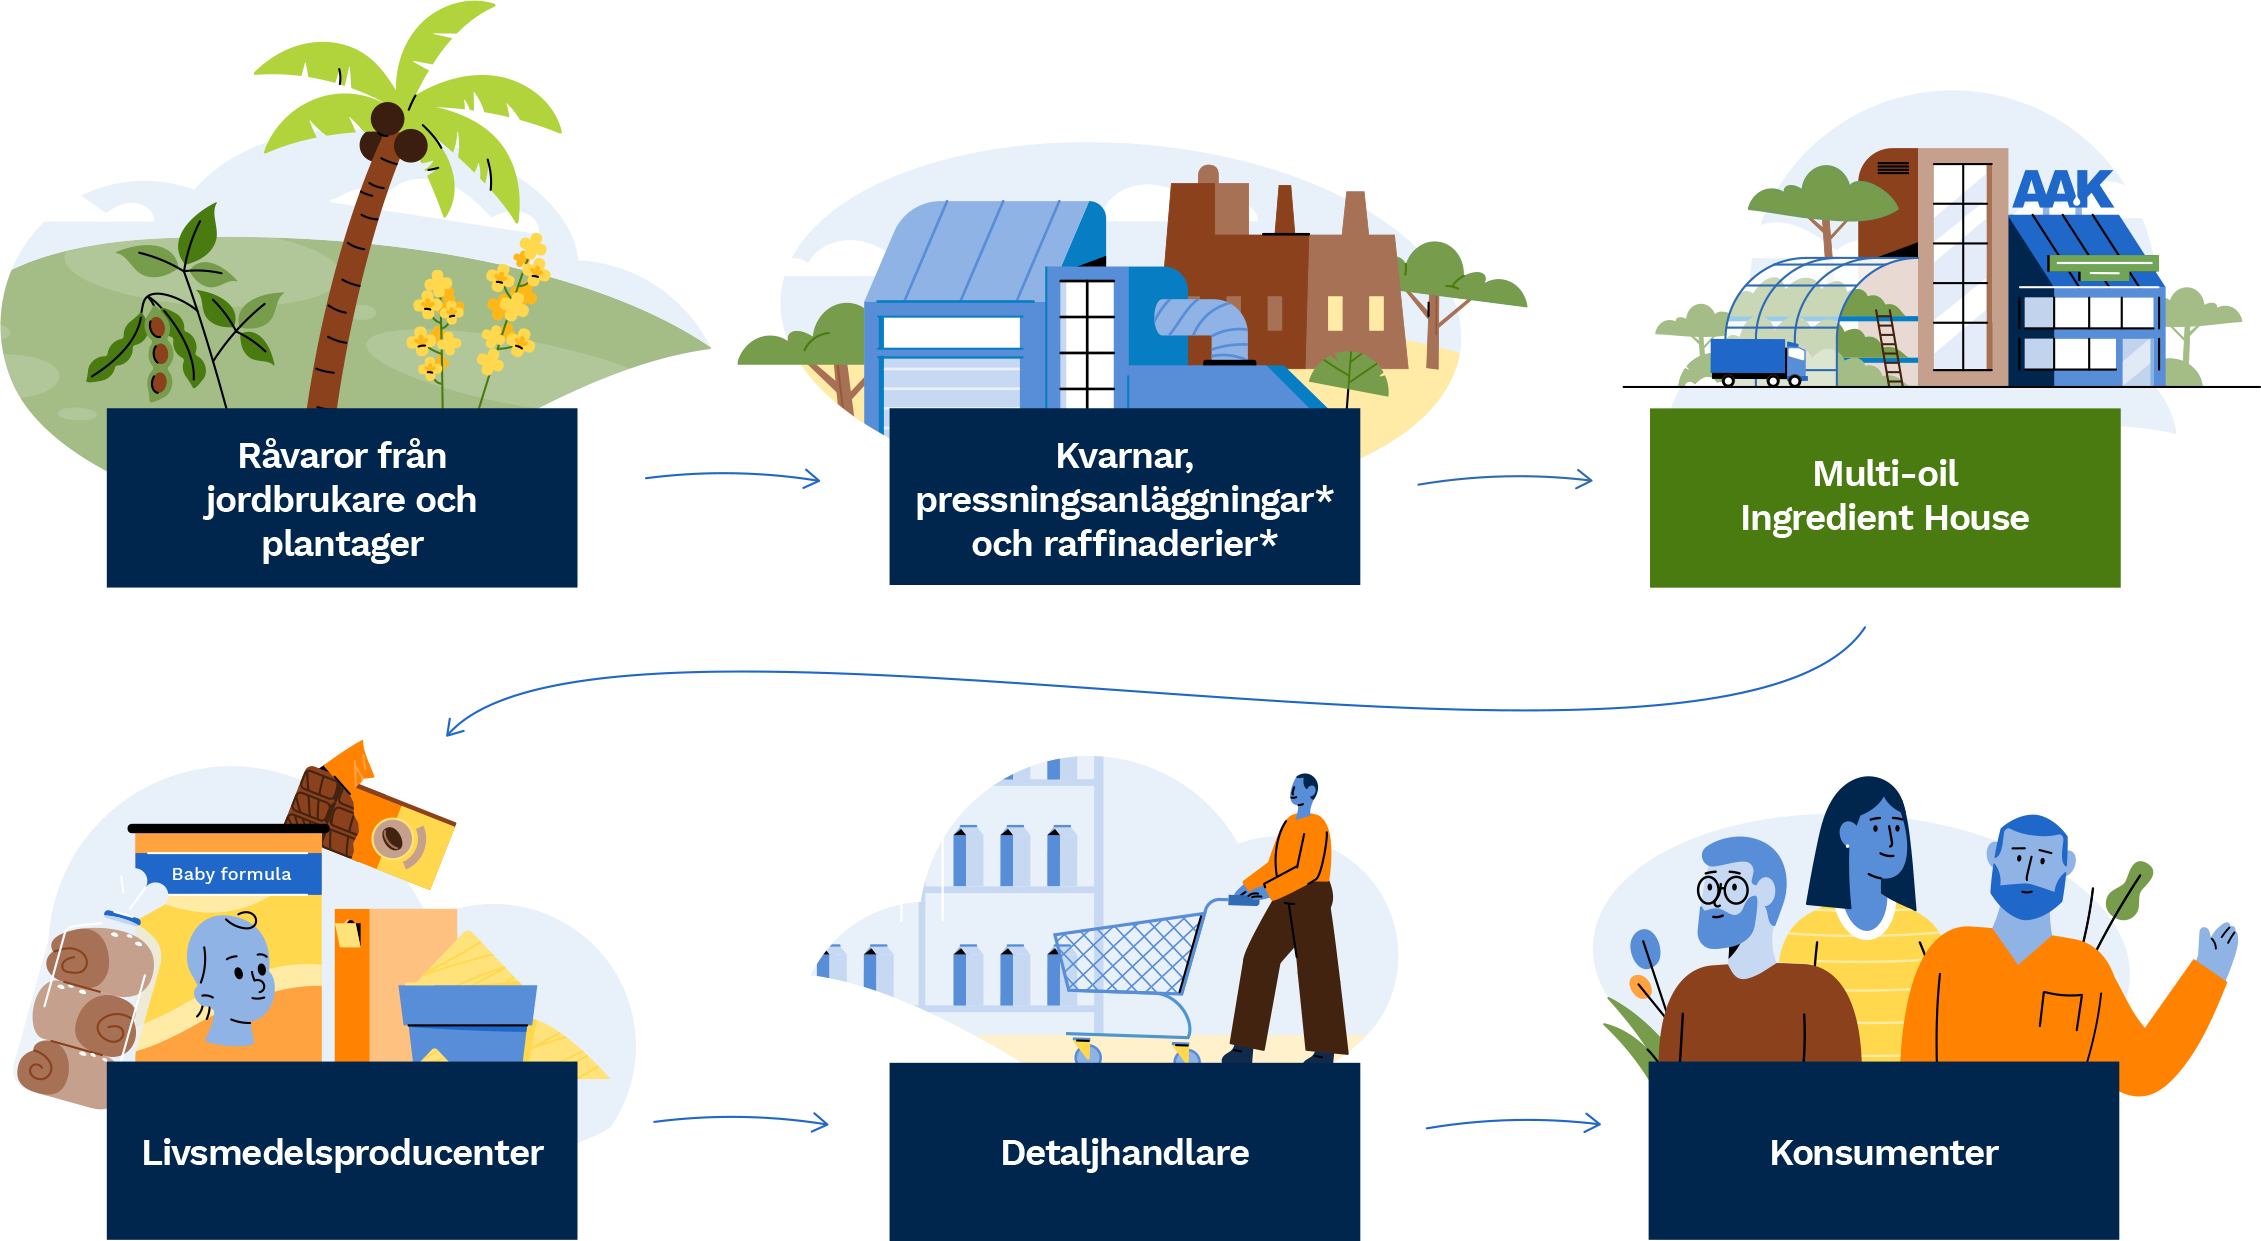 AAK
Råvaror från
jordbrukare och
plantager
Kvarnar,
pressningsanläggningar*
och raffinaderier*
Multi-oil
Ingredient House
Baby formula
Livsmedelsproducenter
Detaljhandlare
Konsumenter